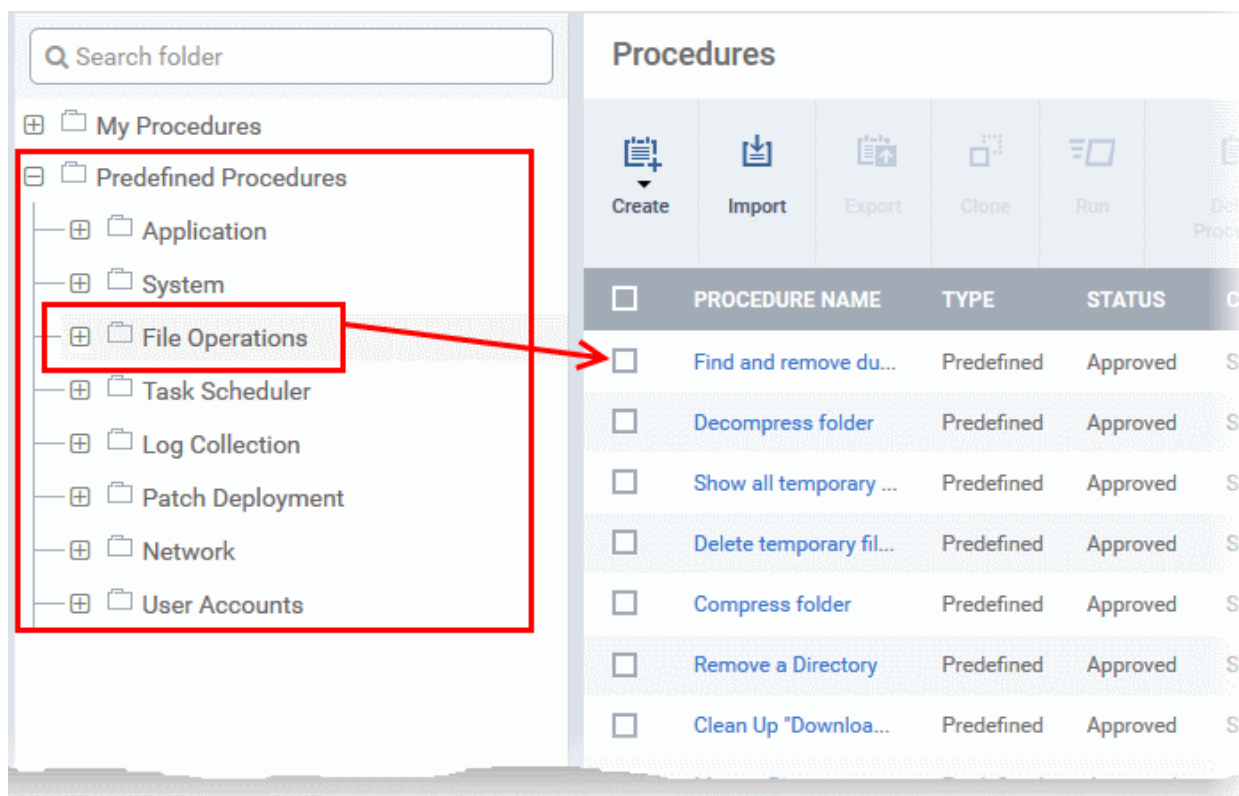 Search folder
My Procedures
Predefined Procedures
Application
System
File Operations
Task Scheduler
Log Collection
Patch Deployment
Network
User Accounts
Procedures
Create Import Export Clone Run
PROCEDURE NAME TYPE STATUS
Find and remove du... Predefined Approved
Decompress folder Predefined Approved
Show all temporary ... Predefined Approved
Delete temporary fil... Predefined Approved
Compress folder Predefined Approved
Remove a Directory Predefined Approved
Clean Up "Downloa... Predefined Approved